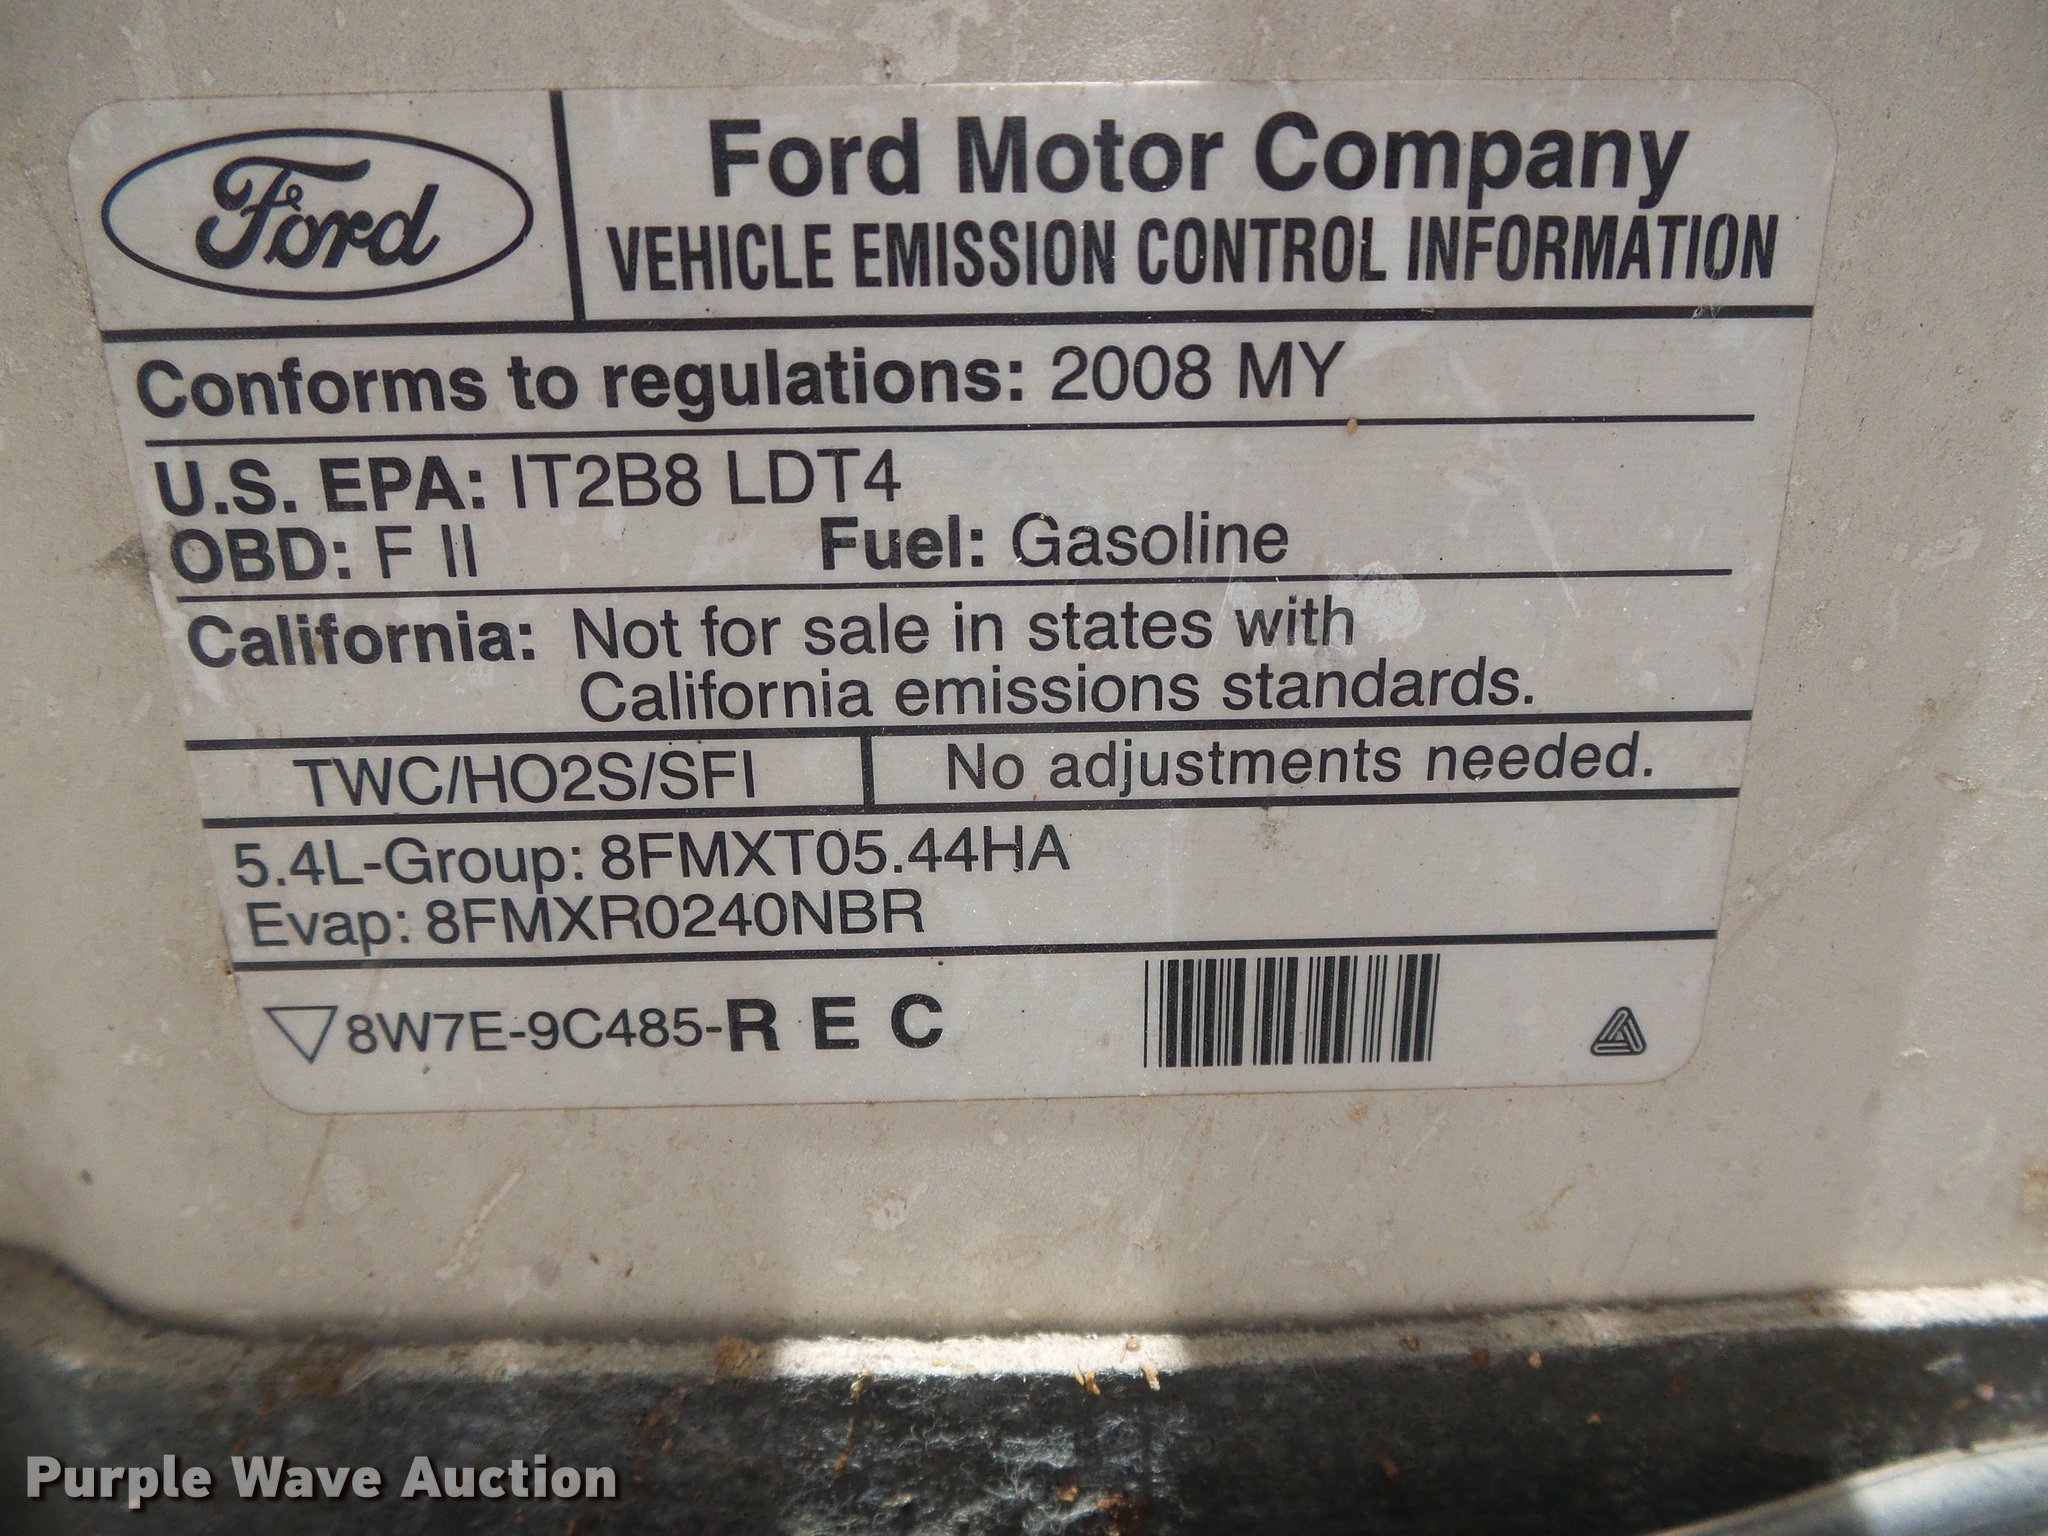 Ford
Ford Motor Company
VEHICLE EMISSION CONTROL INFORMATION
Conforms to regulations: 2008 MY
U.S. EPA: IT2B8 LDT4
OBD: F II Fuel: Gasoline
California: Not for sale in states with
California emissions standards.
TWC/HO2S/SFI No adjustments needed.
5.4L-Group: 8FMXT05.44HA
Evap: 8FMXR0240NBR
8W7E-9C485-R E C
Purple Wave Auction